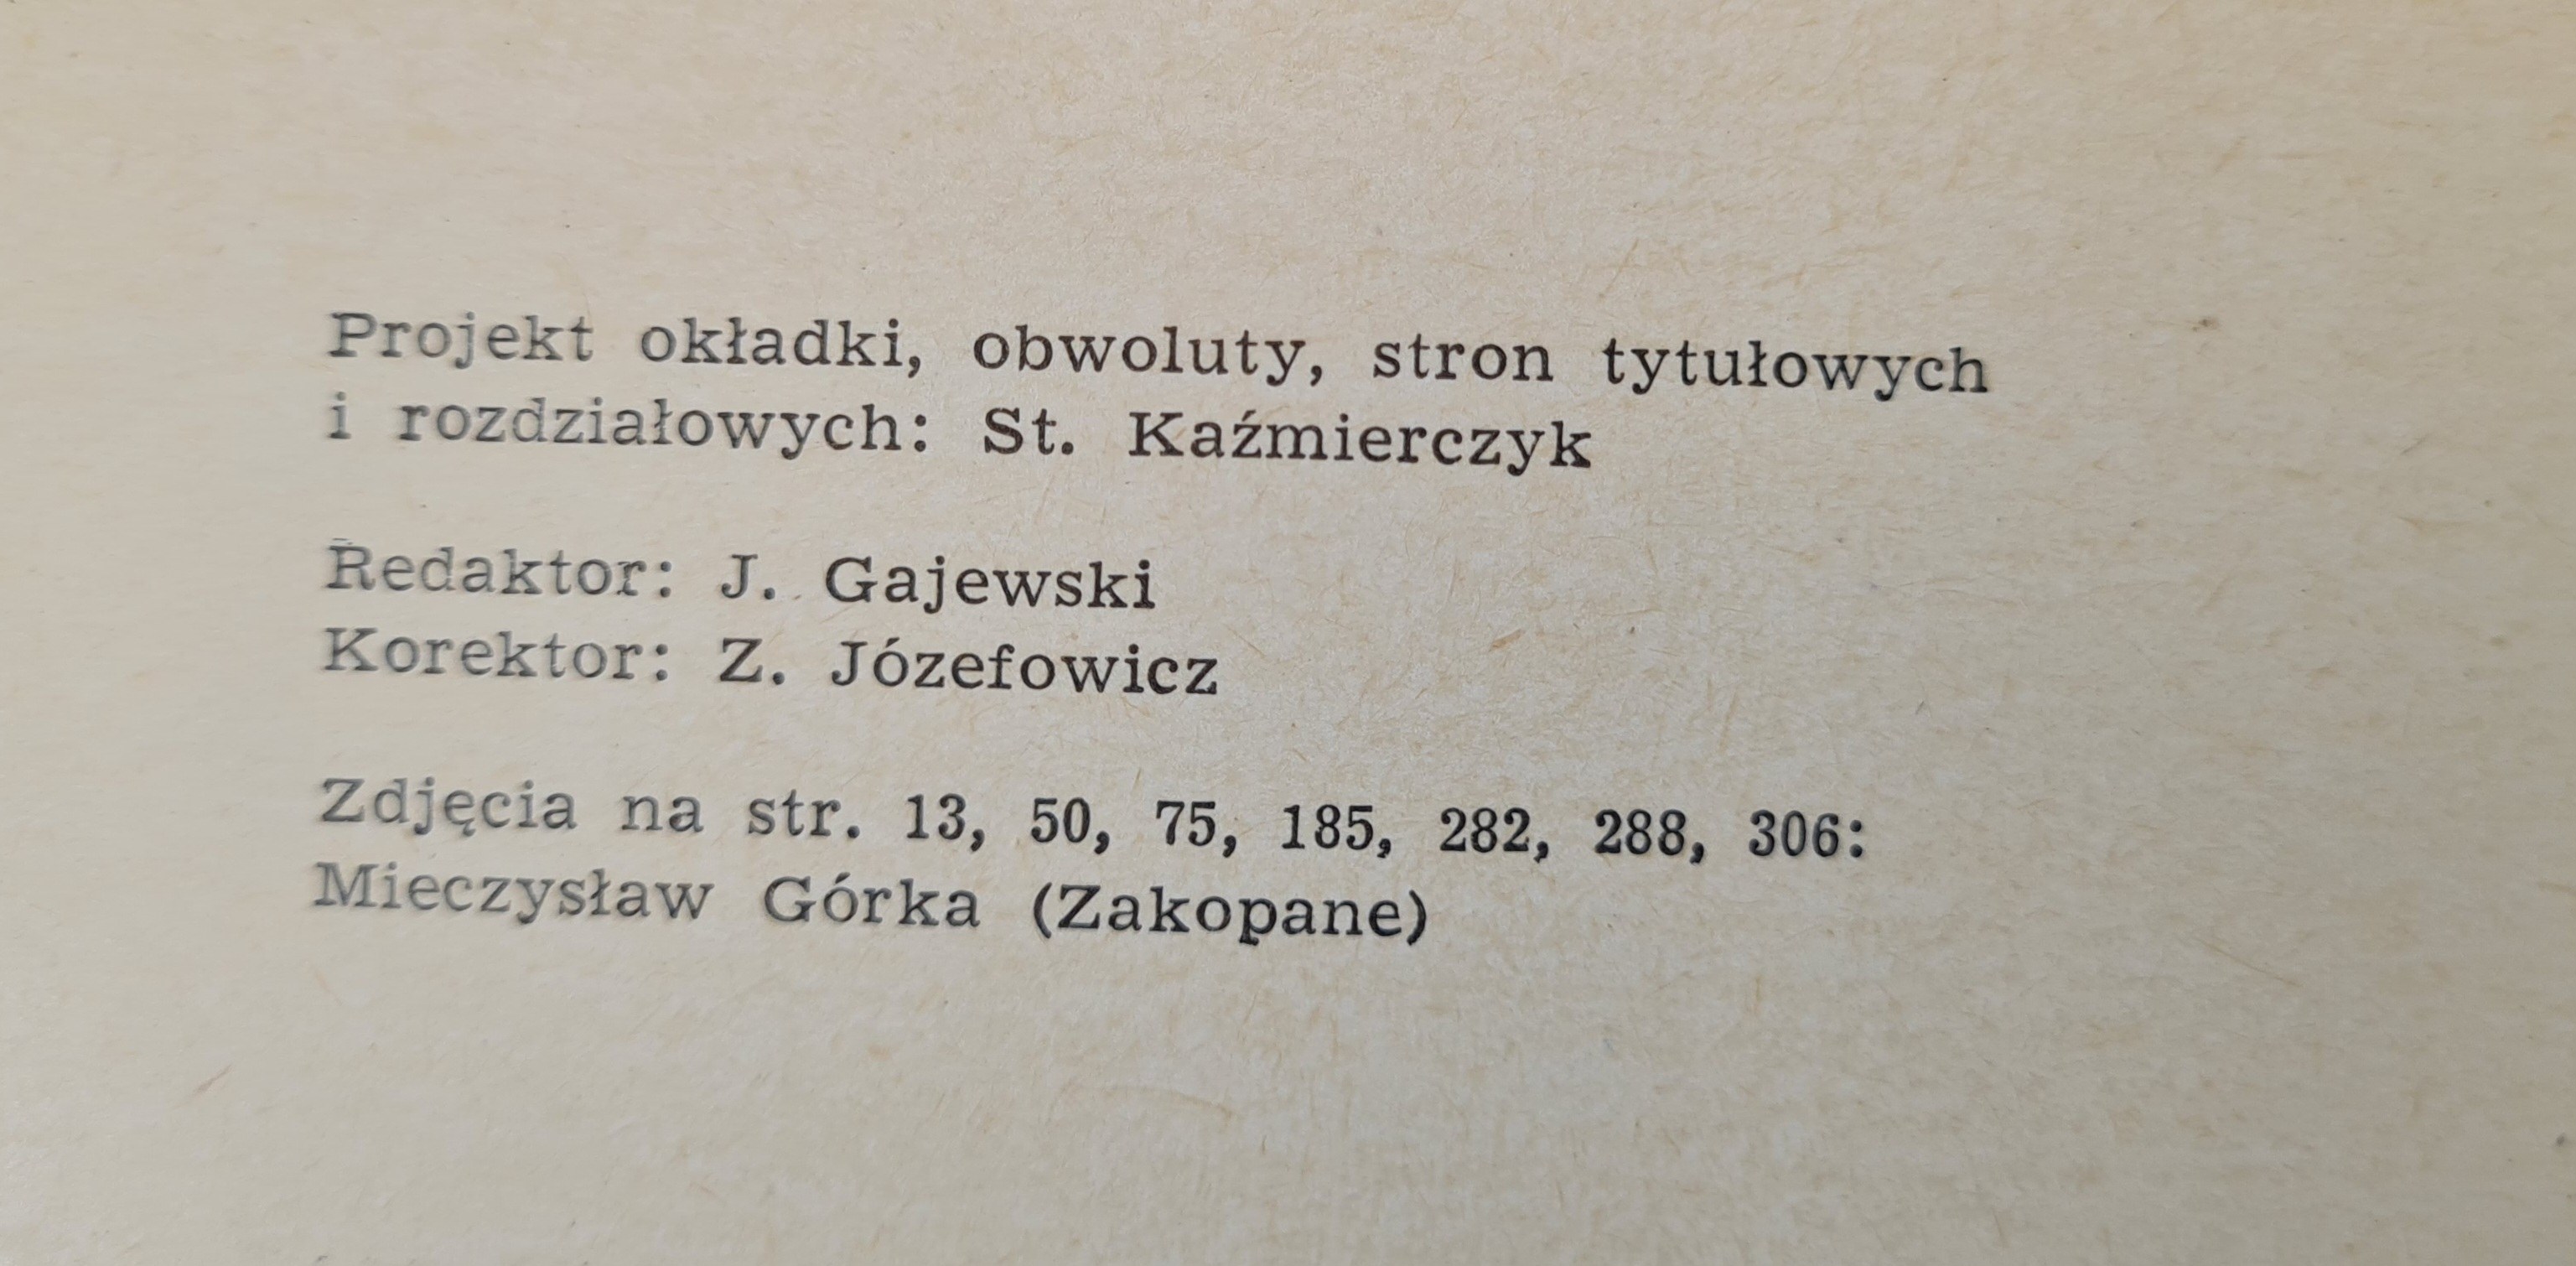 Projekt okładki, obwoluty, stron tytułowych
i rozdziałowych: St. Kaźmierczyk
Redaktor: J. Gajewski
Korektor: Z. Józefowicz
Zdjęcia na str. 13, 50, 75, 185, 282, 288, 306:
Mieczysław Górka (Zakopane)